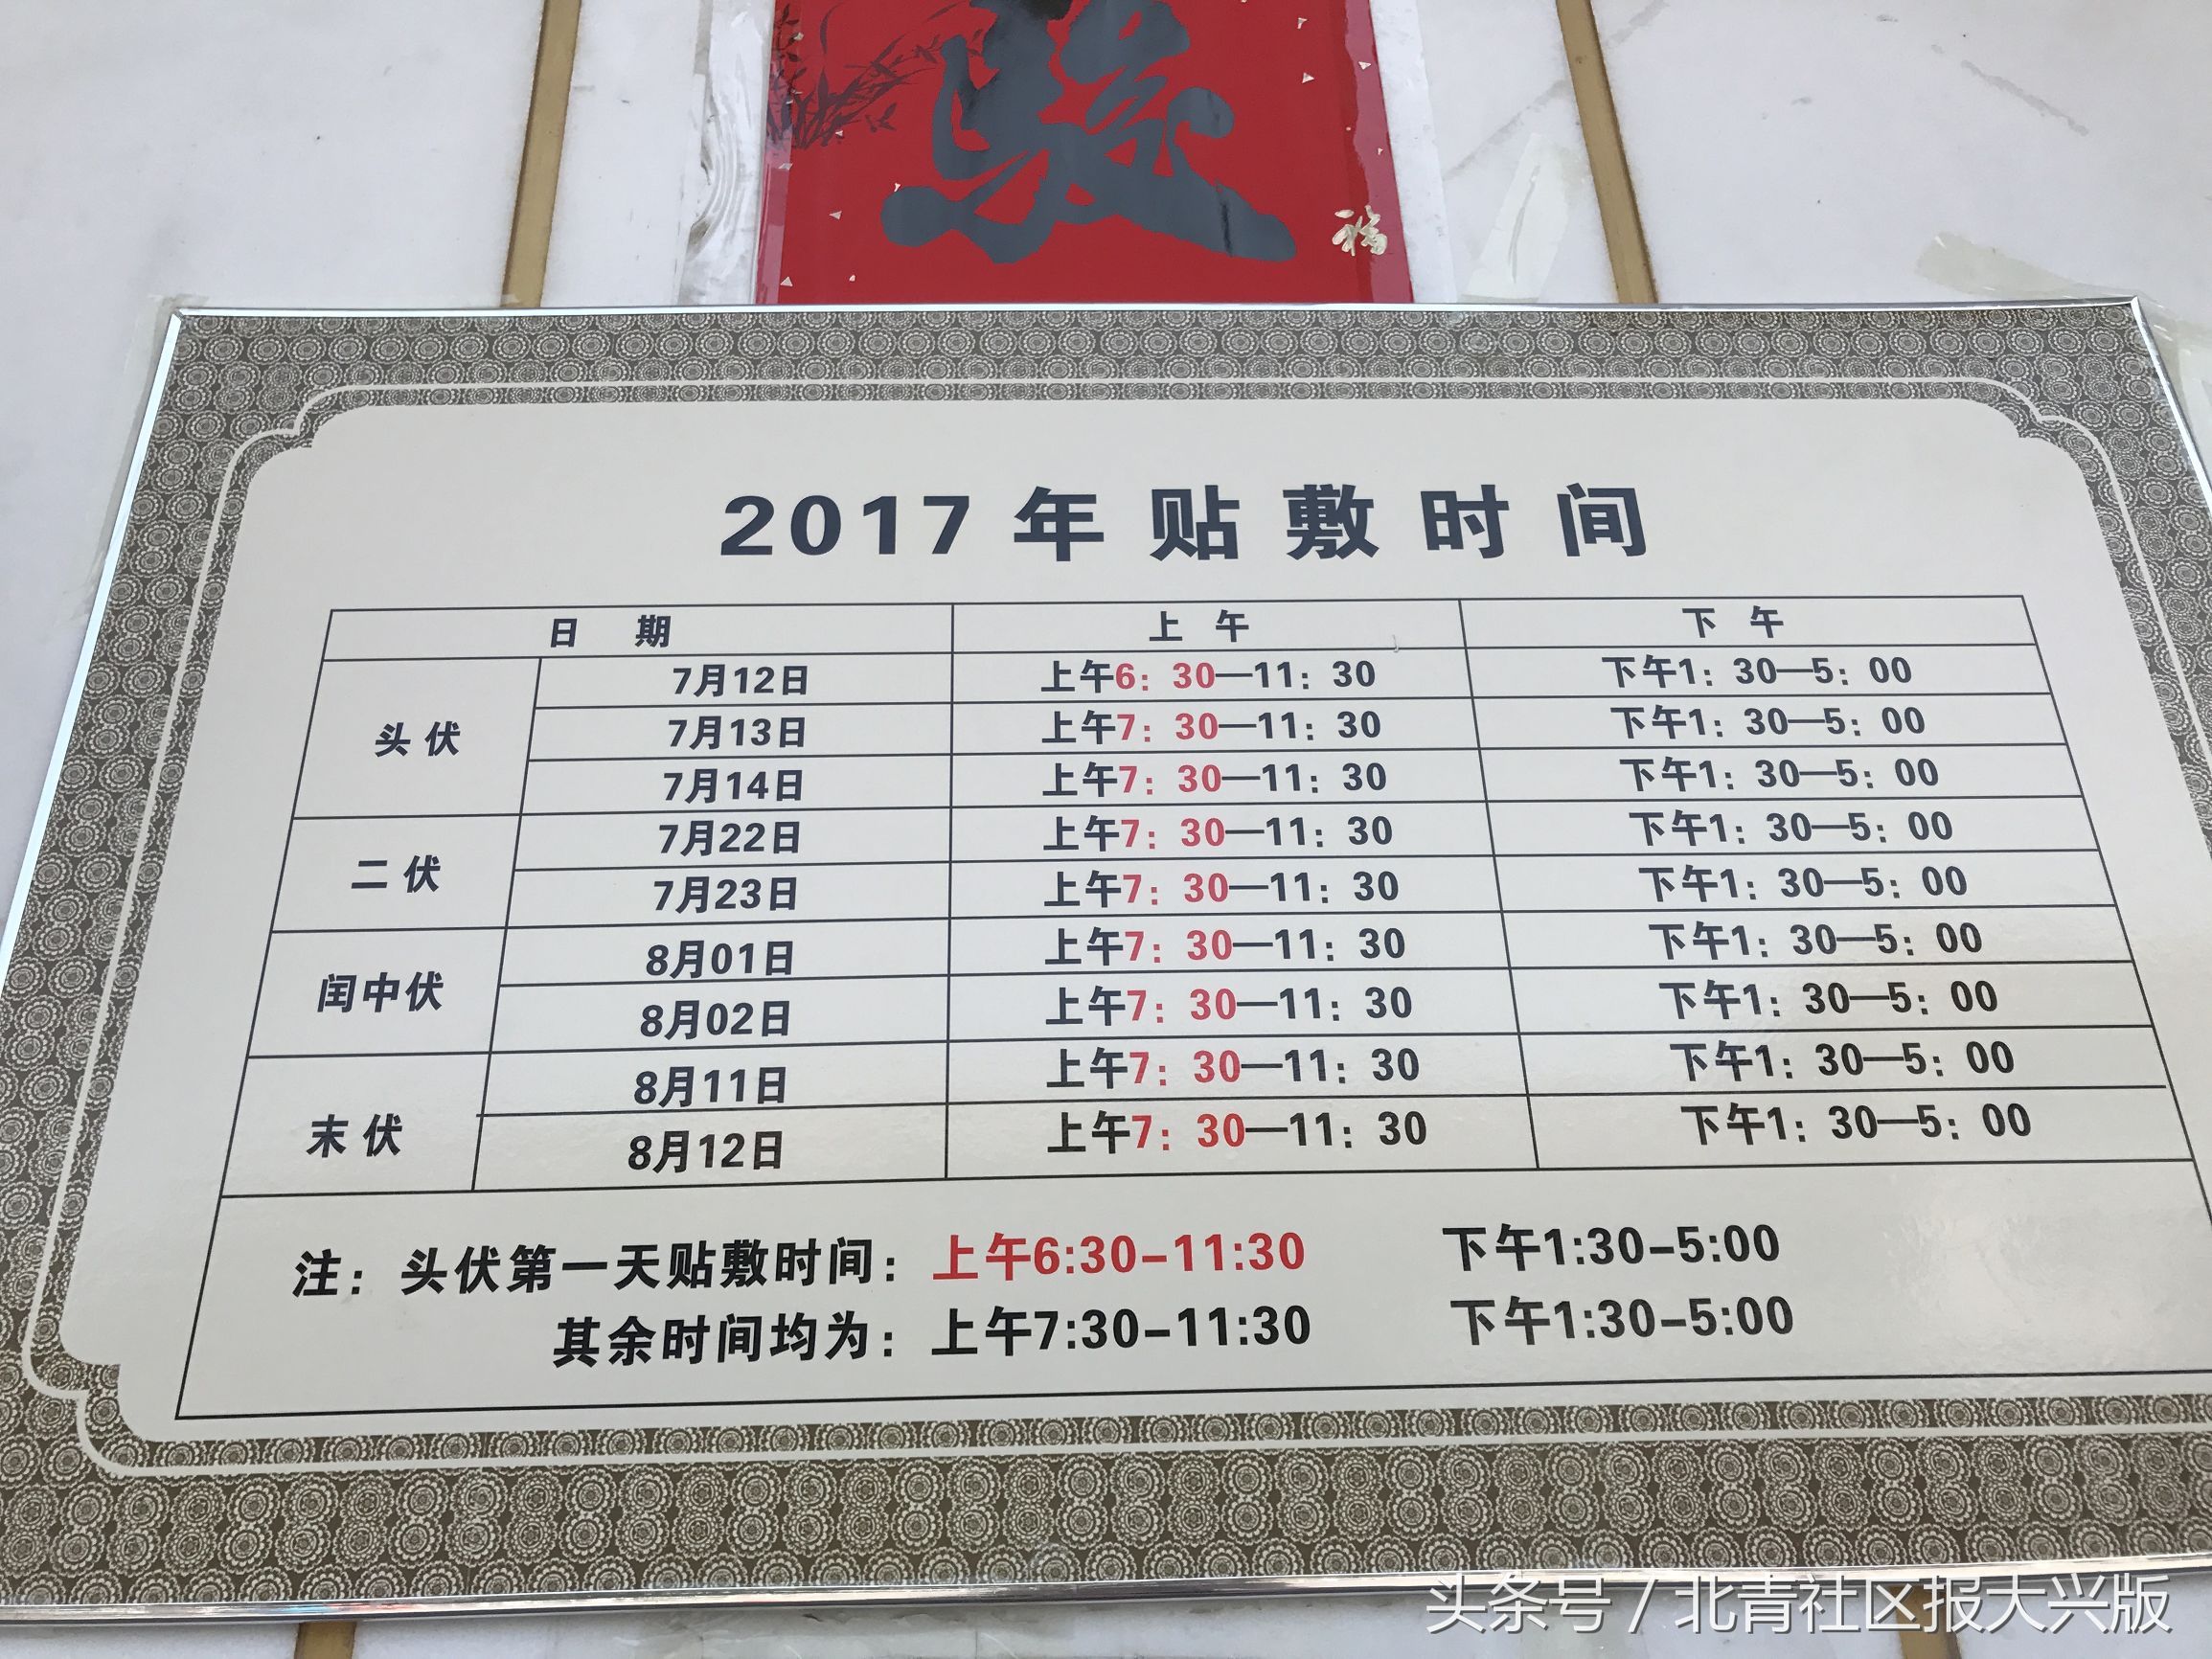 骏
福
2017年贴敷时间
日 期 上 午 下 午
头伏 7月12日 上午6：30—11：30 下午1：30—5：00
7月13日 上午7：30—11：30 下午1：30—5：00
7月14日 上午7：30—11：30 下午1：30—5：00
二伏 7月22日 上午7：30—11：30 下午1：30—5：00
7月23日 上午7：30—11：30 下午1：30—5：00
闰中伏 8月01日 上午7：30—11：30 下午1：30—5：00
8月02日 上午7：30—11：30 下午1：30—5：00
末伏 8月11日 上午7：30—11：30 下午1：30—5：00
8月12日 上午7：30—11：30 下午1：30—5：00
注：头伏第一天贴敷时间：上午6:30-11:30 下午1:30-5:00
其余时间均为：上午7:30-11:30 下午1:30-5:00
头条号 / 北青社区报大兴版